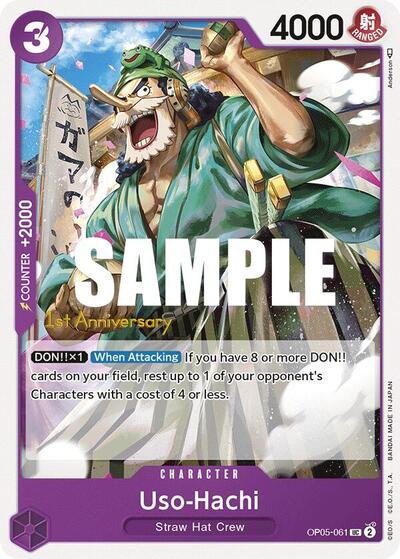 3
4000
射
RANGED
Anderson
ガマの
COUNTER +2000
SAMPLE
1st Anniversary
DON!!×1 When Attacking If you have 8 or more DON!!
cards on your field, rest up to 1 of your opponent's
Characters with a cost of 4 or less.
CHARACTER
Uso-Hachi
Straw Hat Crew
OP05-061 UC 2
©E.O./S., T.A. BANDAI MADE IN JAPAN